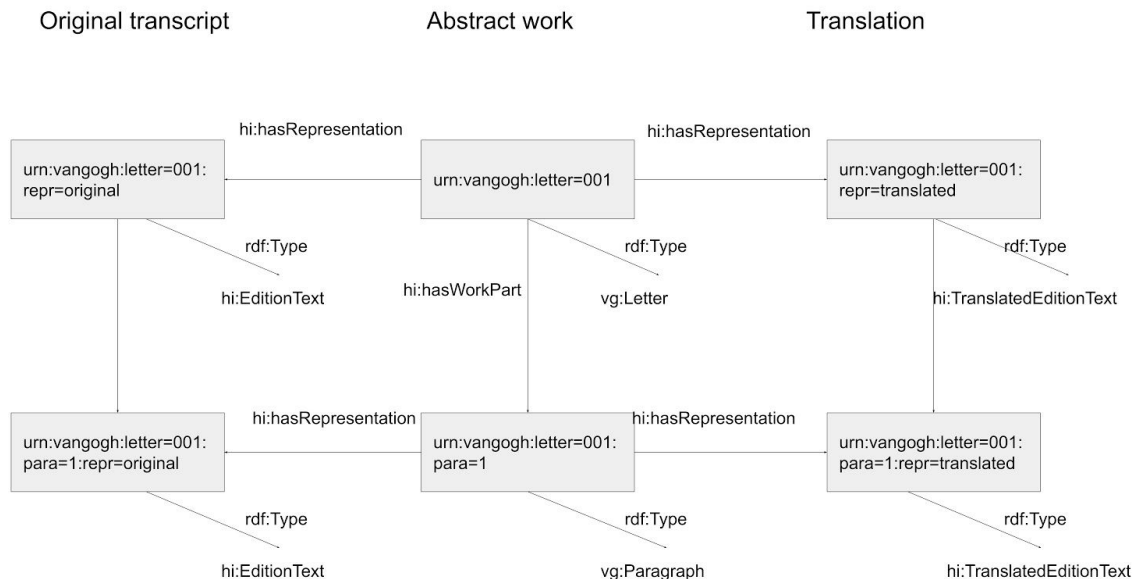 Original transcript
Abstract work
Translation
hi:hasRepresentation
hi:hasRepresentation
urn:vangogh:letter=001:
repr=original
urn:vangogh:letter=001
urn:vangogh:letter=001:
repr=translated
rdf:Type
rdf:Type
rdf:Type
hi:EditionText
hi:hasWorkPart
vg:Letter
hi:TranslatedEditionText
hi:hasRepresentation
hi:hasRepresentation
urn:vangogh:letter=001:
para=1:repr=original
urn:vangogh:letter=001:
para=1
urn:vangogh:letter=001:
para=1:repr=translated
rdf:Type
rdf:Type
rdf:Type
hi:EditionText
vg:Paragraph
hi:TranslatedEditionText